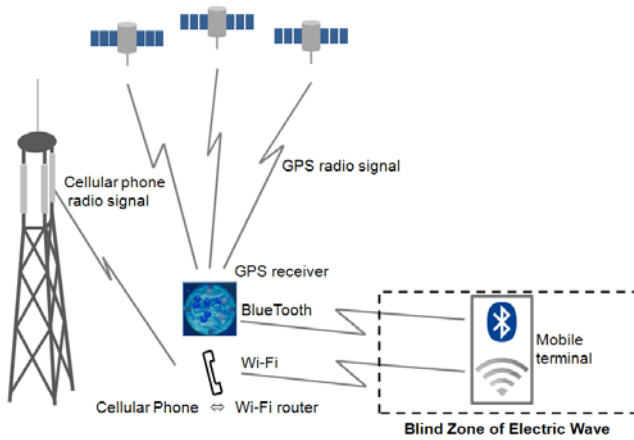 Cellular phone
radio signal
GPS radio signal
GPS receiver
BlueTooth
Wi-Fi
Cellular Phone ⇔ Wi-Fi router
Mobile
terminal
Blind Zone of Electric Wave